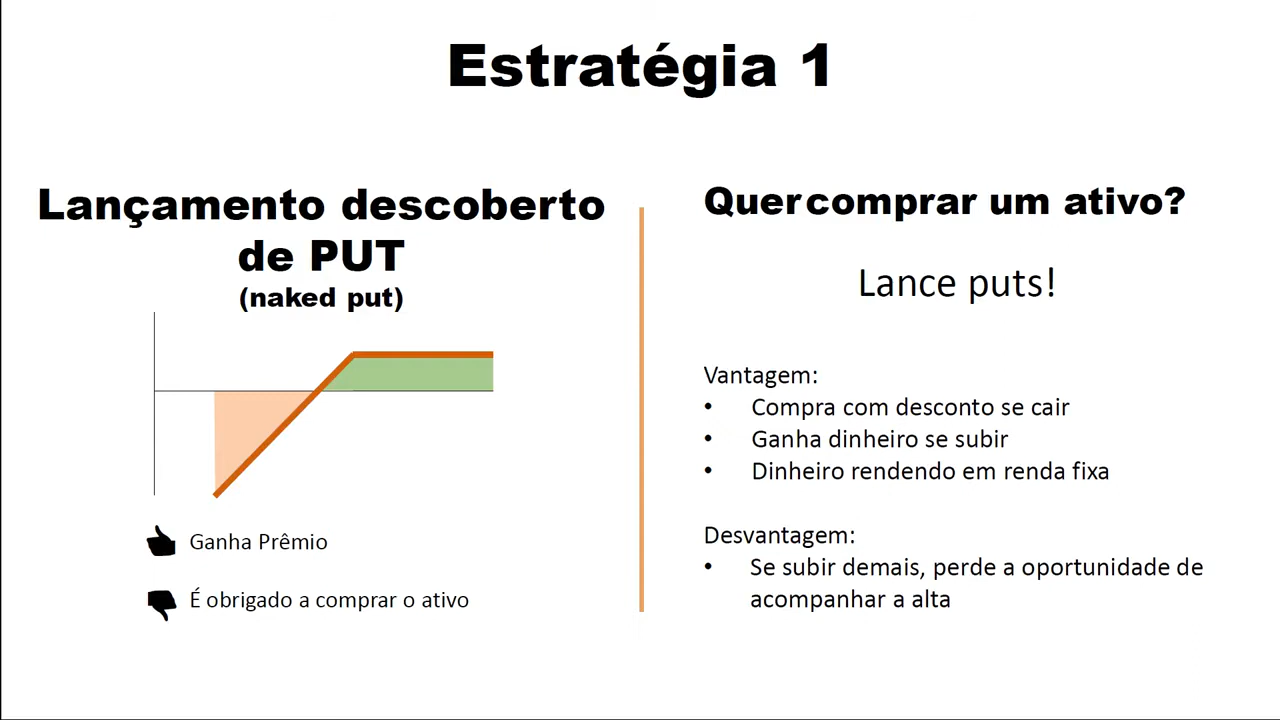 Estratégia 1
Lançamento descoberto
de PUT
(naked put)
Ganha Prêmio
É obrigado a comprar o ativo
Quer comprar um ativo?
Lance puts!
Vantagem:
• Compra com desconto se cair
• Ganha dinheiro se subir
• Dinheiro rendendo em renda fixa
Desvantagem:
• Se subir demais, perde a oportunidade de
acompanhar a alta